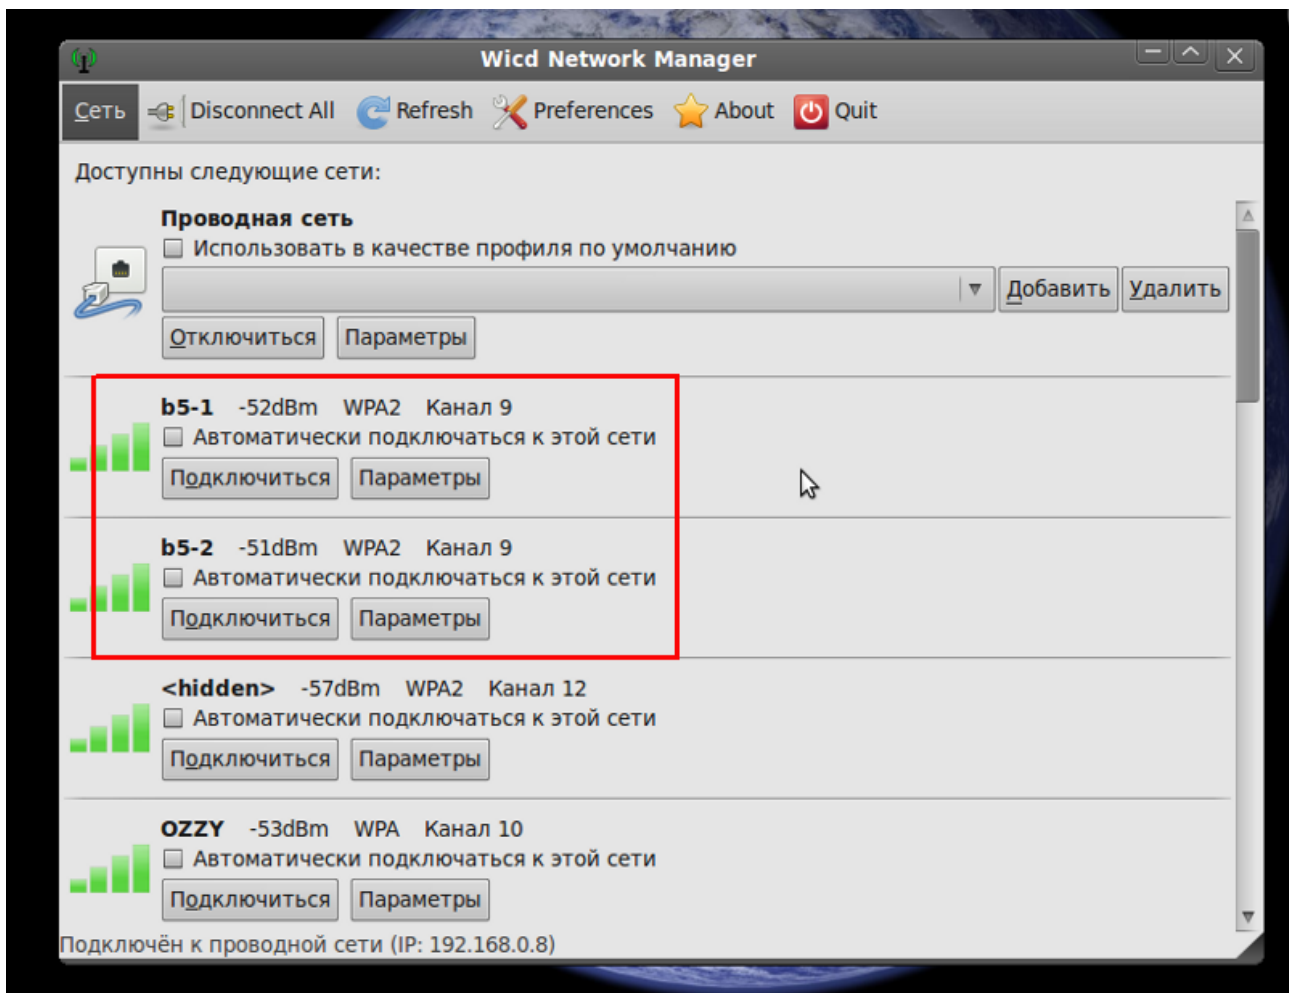 Wicd Network Manager
Сеть Disconnect All Refresh Preferences About Quit
Доступны следующие сети:
Проводная сеть
Использовать в качестве профиля по умолчанию
Добавить Удалить
Отключиться Параметры
b5-1 -52dBm WPA2 Канал 9
Автоматически подключаться к этой сети
Подключиться Параметры
b5-2 -51dBm WPA2 Канал 9
Автоматически подключаться к этой сети
Подключиться Параметры
<hidden> -57dBm WPA2 Канал 12
Автоматически подключаться к этой сети
Подключиться Параметры
OZZY -53dBm WPA Канал 10
Автоматически подключаться к этой сети
Подключиться Параметры
Подключён к проводной сети (IP: 192.168.0.8)